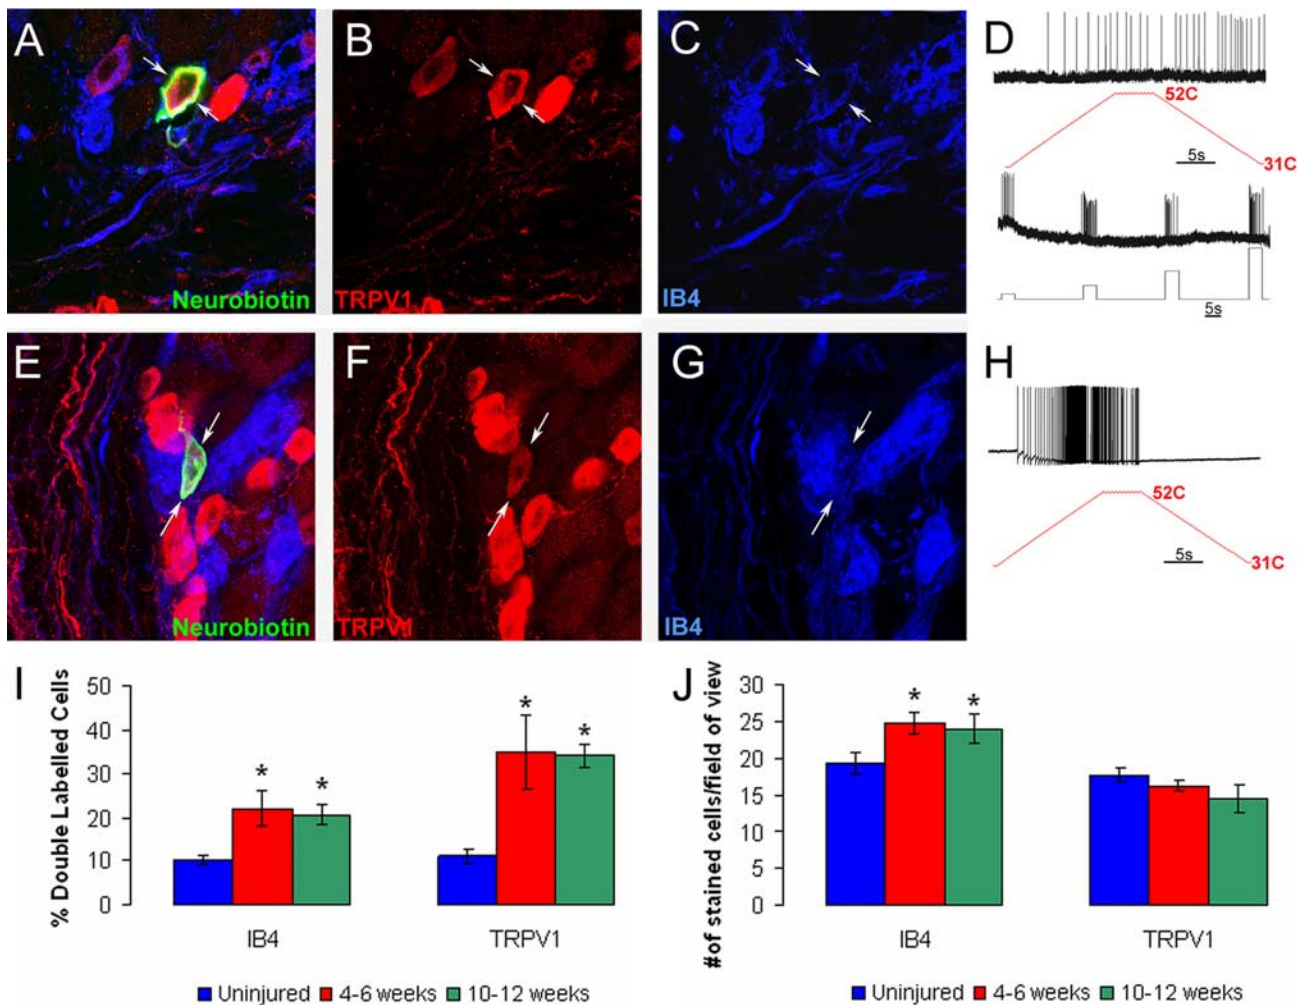 A
B
C
D
52C
5s
31C
5s
Neurobiotin
TRPV1
IB4
E
F
G
H
52C
5s
31C
Neurobiotin
TRPV1
IB4
I
% Double Labelled Cells
50
40
30
20
10
0
*
*
*
*
IB4
TRPV1
Uninjured
4-6 weeks
10-12 weeks
J
#of stained cells/field of view
30
25
20
15
10
5
0
*
*
IB4
TRPV1
Uninjured
4-6 weeks
10-12 weeks